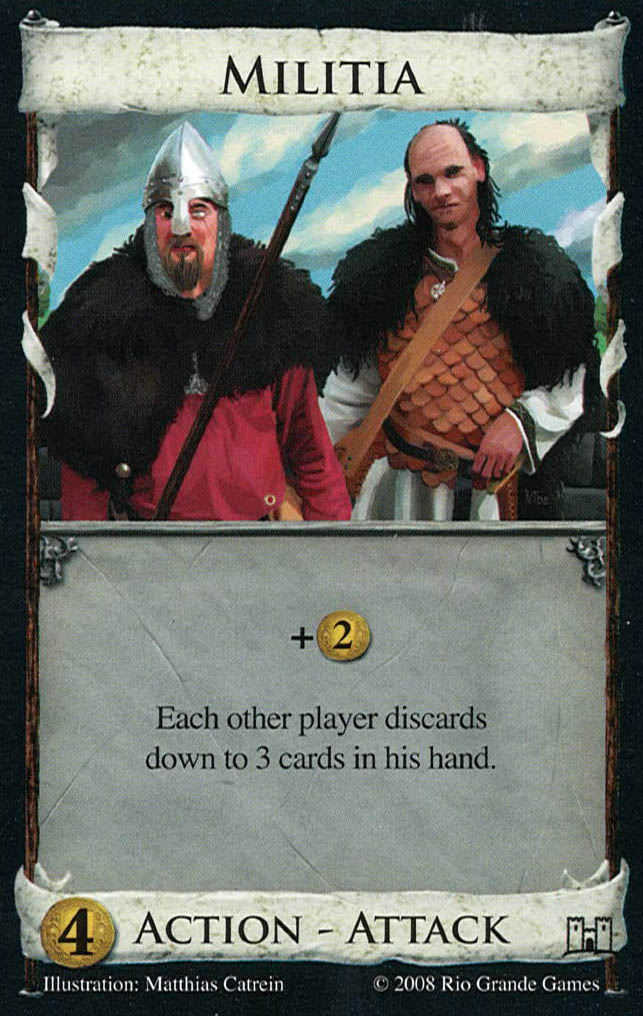 MILITIA
+2
Each other player discards
down to 3 cards in his hand.
4 ACTION - ATTACK
Illustration: Matthias Catrein © 2008 Rio Grande Games